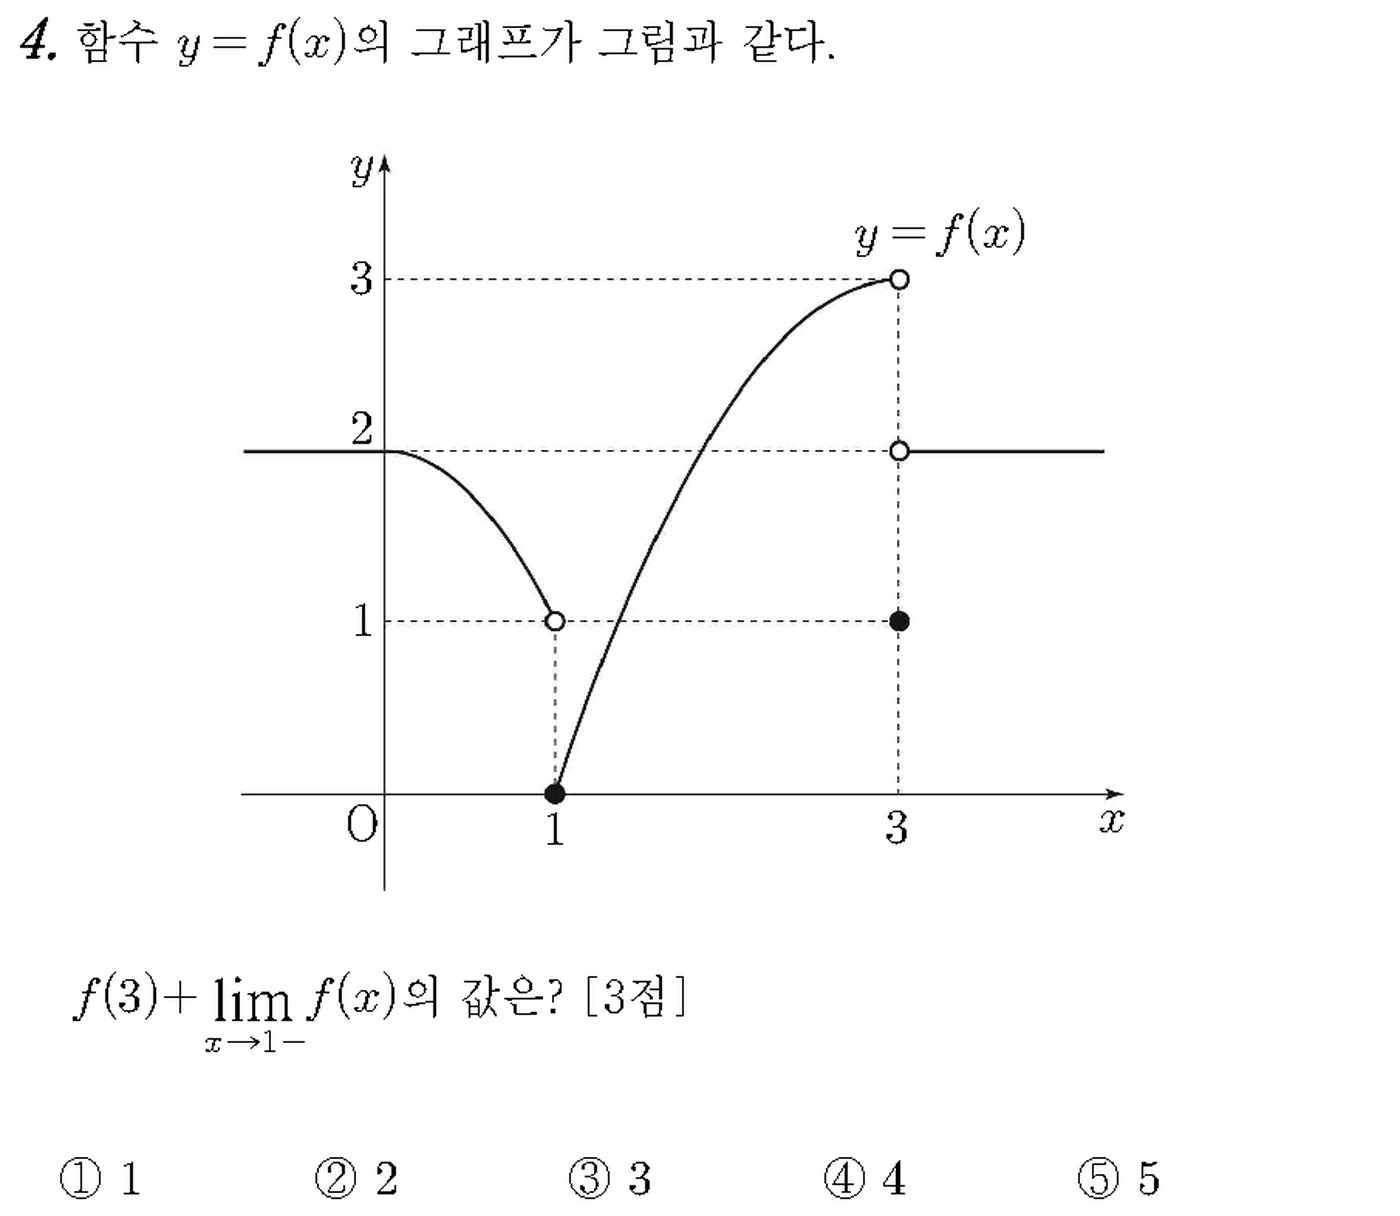 4. 함수 y=f(x)의 그래프가 그림과 같다.
y
y=f(x)
3
2
1
O
1
3
x
f(3)+ lim f(x)의 값은? [3점]
x→1−
① 1 ② 2 ③ 3 ④ 4 ⑤ 5